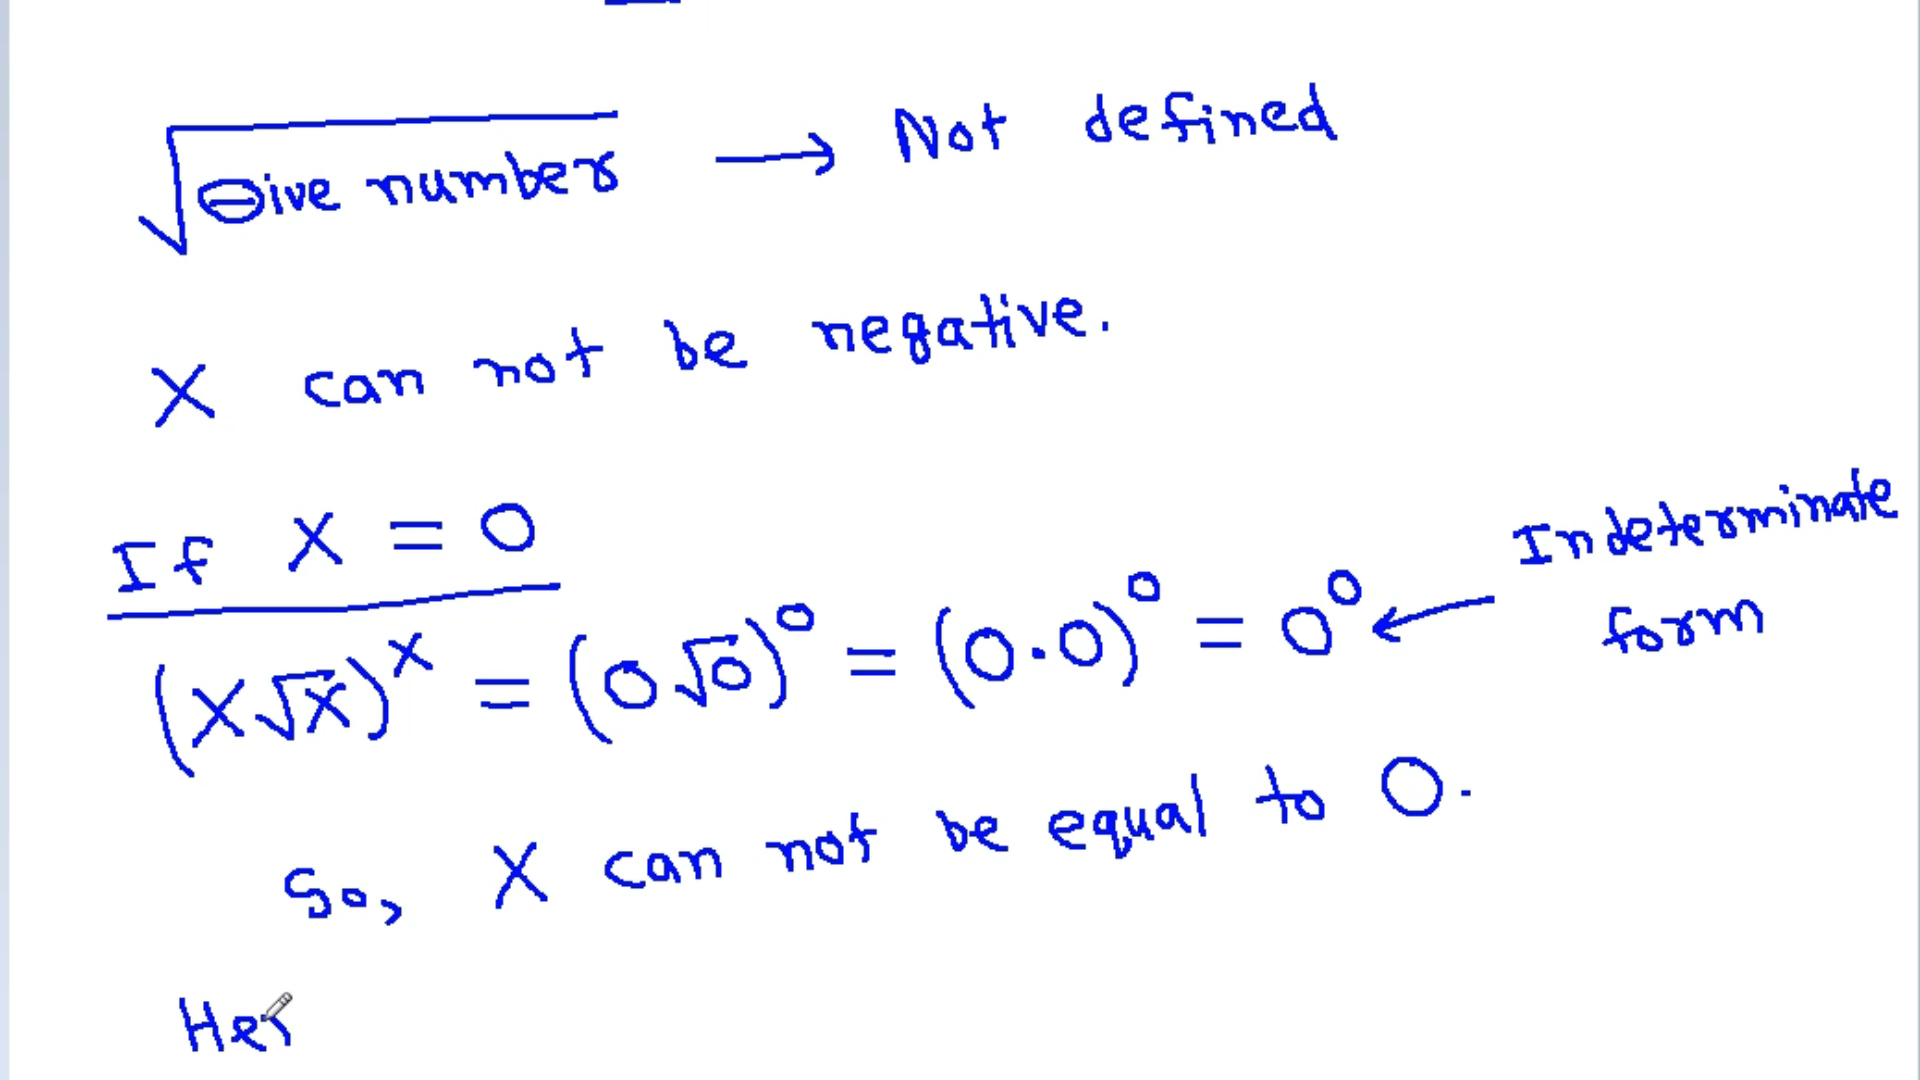 √⊖ive number → Not defined
X can not be negative.
If X = 0
(X√x)^x = (0√0)^0 = (0·0)^0 = 0^0 ← Indeterminate form
So, X can not be equal to 0.
Her